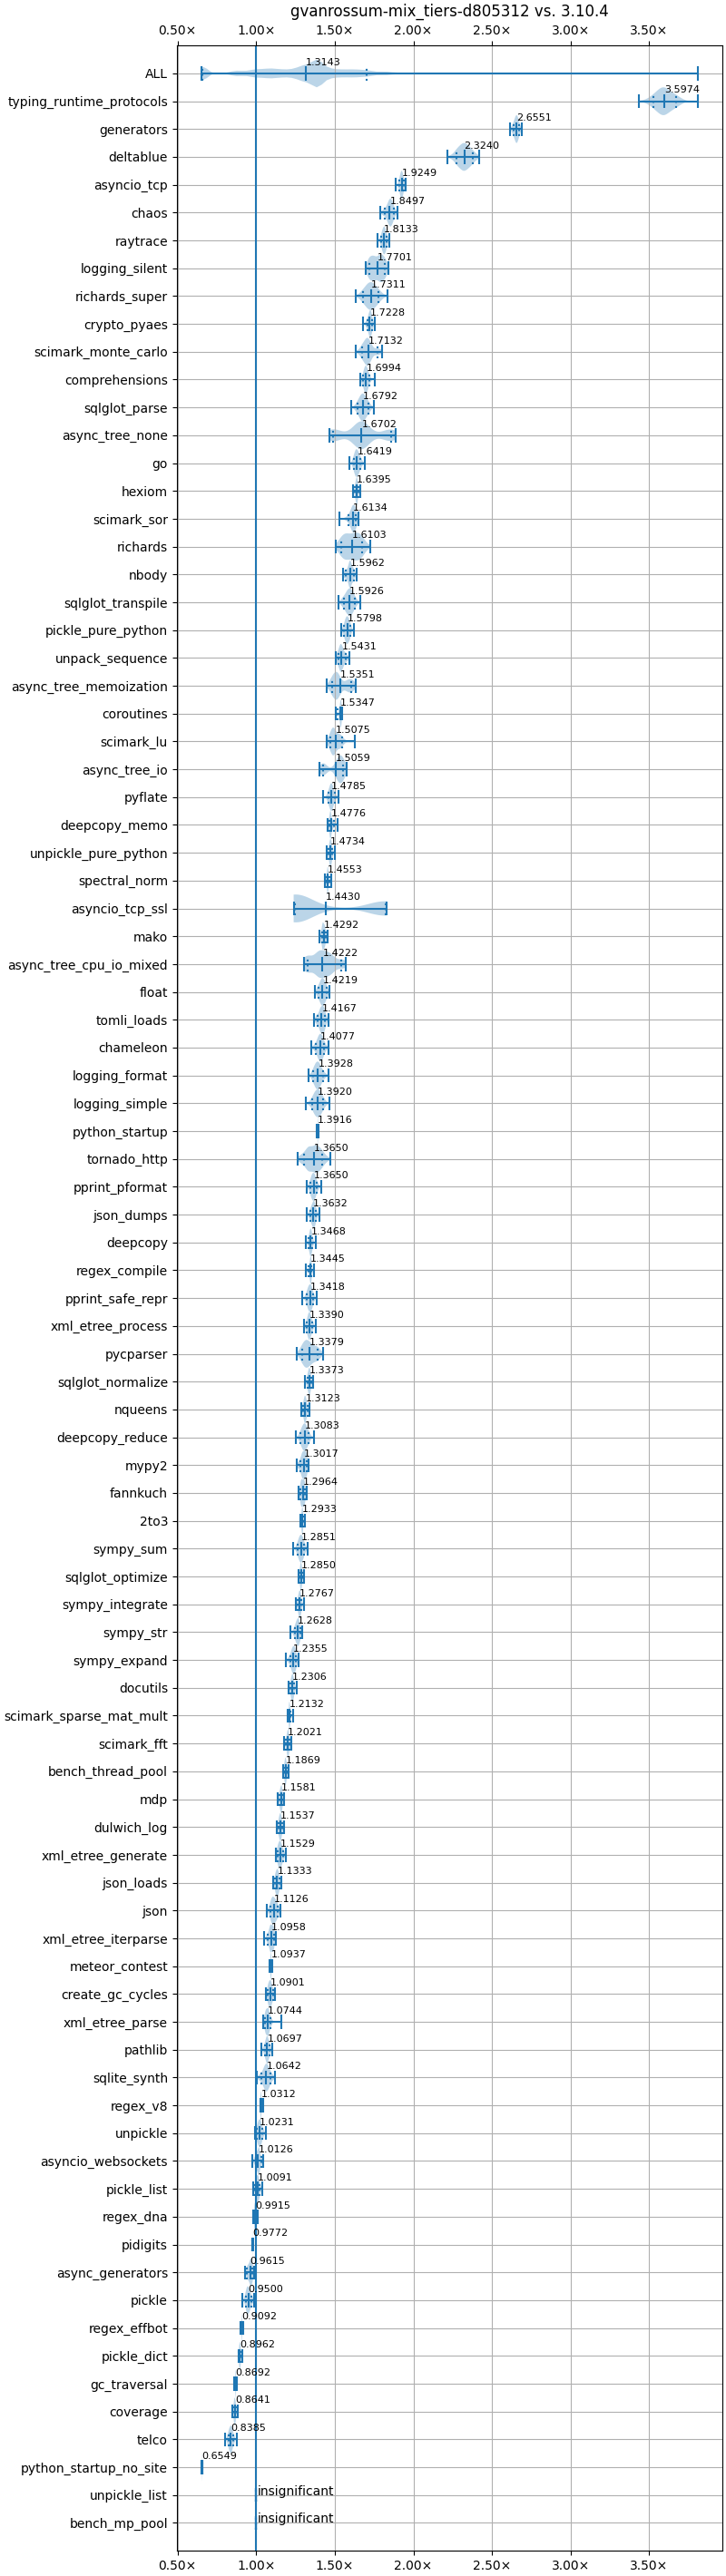 gvanrossum-mix_tiers-d805312 vs. 3.10.4
0.50× 1.00× 1.50× 2.00× 2.50× 3.00× 3.50×
ALL 1.3143
typing_runtime_protocols 3.5974
generators 2.6551
deltablue 2.3240
asyncio_tcp 1.9249
chaos 1.8497
raytrace 1.8133
logging_silent 1.7701
richards_super 1.7311
crypto_pyaes 1.7228
scimark_monte_carlo 1.7132
comprehensions 1.6994
sqlglot_parse 1.6792
async_tree_none 1.6702
go 1.6419
hexiom 1.6395
scimark_sor 1.6134
richards 1.6103
nbody 1.5962
sqlglot_transpile 1.5926
pickle_pure_python 1.5798
unpack_sequence 1.5431
async_tree_memoization 1.5351
coroutines 1.5347
scimark_lu 1.5075
async_tree_io 1.5059
pyflate 1.4785
deepcopy_memo 1.4776
unpickle_pure_python 1.4734
spectral_norm 1.4553
asyncio_tcp_ssl 1.4430
mako 1.4292
async_tree_cpu_io_mixed 1.4222
float 1.4219
tomli_loads 1.4167
chameleon 1.4077
logging_format 1.3928
logging_simple 1.3920
python_startup 1.3916
tornado_http 1.3650
pprint_pformat 1.3650
json_dumps 1.3632
deepcopy 1.3468
regex_compile 1.3445
pprint_safe_repr 1.3418
xml_etree_process 1.3390
pycparser 1.3379
sqlglot_normalize 1.3373
nqueens 1.3123
deepcopy_reduce 1.3083
mypy2 1.3017
fannkuch 1.2964
2to3 1.2933
sympy_sum 1.2851
sqlglot_optimize 1.2850
sympy_integrate 1.2767
sympy_str 1.2628
sympy_expand 1.2355
docutils 1.2306
scimark_sparse_mat_mult 1.2132
scimark_fft 1.2021
bench_thread_pool 1.1869
mdp 1.1581
dulwich_log 1.1537
xml_etree_generate 1.1529
json_loads 1.1333
json 1.1126
xml_etree_iterparse 1.0958
meteor_contest 1.0937
create_gc_cycles 1.0901
xml_etree_parse 1.0744
pathlib 1.0697
sqlite_synth 1.0642
regex_v8 1.0312
unpickle 1.0231
asyncio_websockets 1.0126
pickle_list 1.0091
regex_dna 0.9915
pidigits 0.9772
async_generators 0.9615
pickle 0.9500
regex_effbot 0.9092
pickle_dict 0.8962
gc_traversal 0.8692
coverage 0.8641
telco 0.8385
python_startup_no_site 0.6549
unpickle_list insignificant
bench_mp_pool insignificant
0.50× 1.00× 1.50× 2.00× 2.50× 3.00× 3.50×